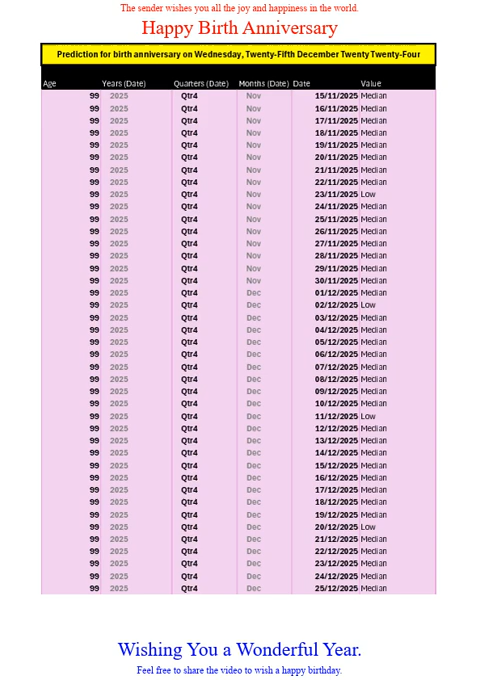 The sender wishes you all the joy and happiness in the world.
Happy Birth Anniversary
Prediction for birth anniversary on Wednesday, Twenty-Fifth December Twenty Twenty-Four
Age Years (Date) Quarters (Date) Months (Date) Date Value
99 2025 Qtr4 Nov 15/11/2025 Median
99 2025 Qtr4 Nov 16/11/2025 Median
99 2025 Qtr4 Nov 17/11/2025 Median
99 2025 Qtr4 Nov 18/11/2025 Median
99 2025 Qtr4 Nov 19/11/2025 Median
99 2025 Qtr4 Nov 20/11/2025 Median
99 2025 Qtr4 Nov 21/11/2025 Median
99 2025 Qtr4 Nov 22/11/2025 Median
99 2025 Qtr4 Nov 23/11/2025 Low
99 2025 Qtr4 Nov 24/11/2025 Median
99 2025 Qtr4 Nov 25/11/2025 Median
99 2025 Qtr4 Nov 26/11/2025 Median
99 2025 Qtr4 Nov 27/11/2025 Median
99 2025 Qtr4 Nov 28/11/2025 Median
99 2025 Qtr4 Nov 29/11/2025 Median
99 2025 Qtr4 Nov 30/11/2025 Median
99 2025 Qtr4 Dec 01/12/2025 Median
99 2025 Qtr4 Dec 02/12/2025 Low
99 2025 Qtr4 Dec 03/12/2025 Median
99 2025 Qtr4 Dec 04/12/2025 Median
99 2025 Qtr4 Dec 05/12/2025 Median
99 2025 Qtr4 Dec 06/12/2025 Median
99 2025 Qtr4 Dec 07/12/2025 Median
99 2025 Qtr4 Dec 08/12/2025 Median
99 2025 Qtr4 Dec 09/12/2025 Median
99 2025 Qtr4 Dec 10/12/2025 Median
99 2025 Qtr4 Dec 11/12/2025 Low
99 2025 Qtr4 Dec 12/12/2025 Median
99 2025 Qtr4 Dec 13/12/2025 Median
99 2025 Qtr4 Dec 14/12/2025 Median
99 2025 Qtr4 Dec 15/12/2025 Median
99 2025 Qtr4 Dec 16/12/2025 Median
99 2025 Qtr4 Dec 17/12/2025 Median
99 2025 Qtr4 Dec 18/12/2025 Median
99 2025 Qtr4 Dec 19/12/2025 Median
99 2025 Qtr4 Dec 20/12/2025 Low
99 2025 Qtr4 Dec 21/12/2025 Median
99 2025 Qtr4 Dec 22/12/2025 Median
99 2025 Qtr4 Dec 23/12/2025 Median
99 2025 Qtr4 Dec 24/12/2025 Median
99 2025 Qtr4 Dec 25/12/2025 Median
Wishing You a Wonderful Year.
Feel free to share the video to wish a happy birthday.